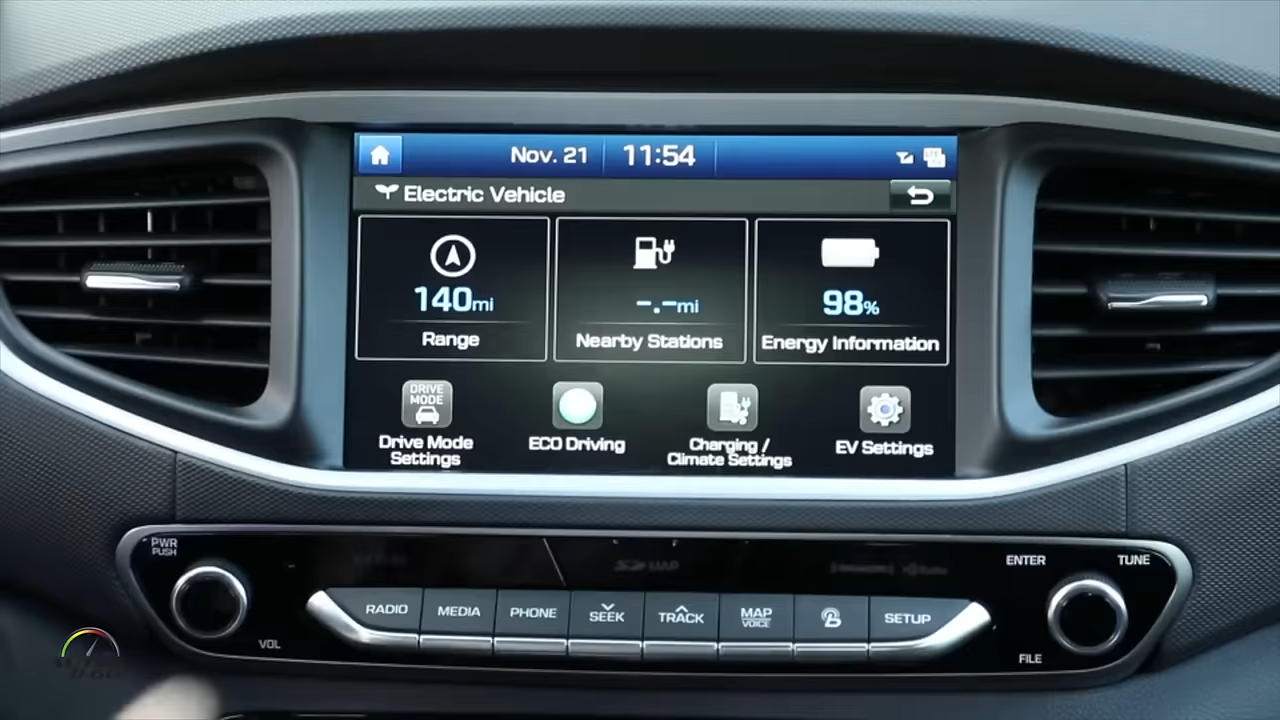 Nov. 21
11:54
Electric Vehicle
140mi
Range
-.-mi
Nearby Stations
98%
Energy Information
DRIVE
MODE
Drive Mode
Settings
ECO Driving
Charging /
Climate Settings
EV Settings
PWR
PUSH
VOL
RADIO
MEDIA
PHONE
SEEK
TRACK
MAP
VOICE
SETUP
ENTER
TUNE
FILE
MAP